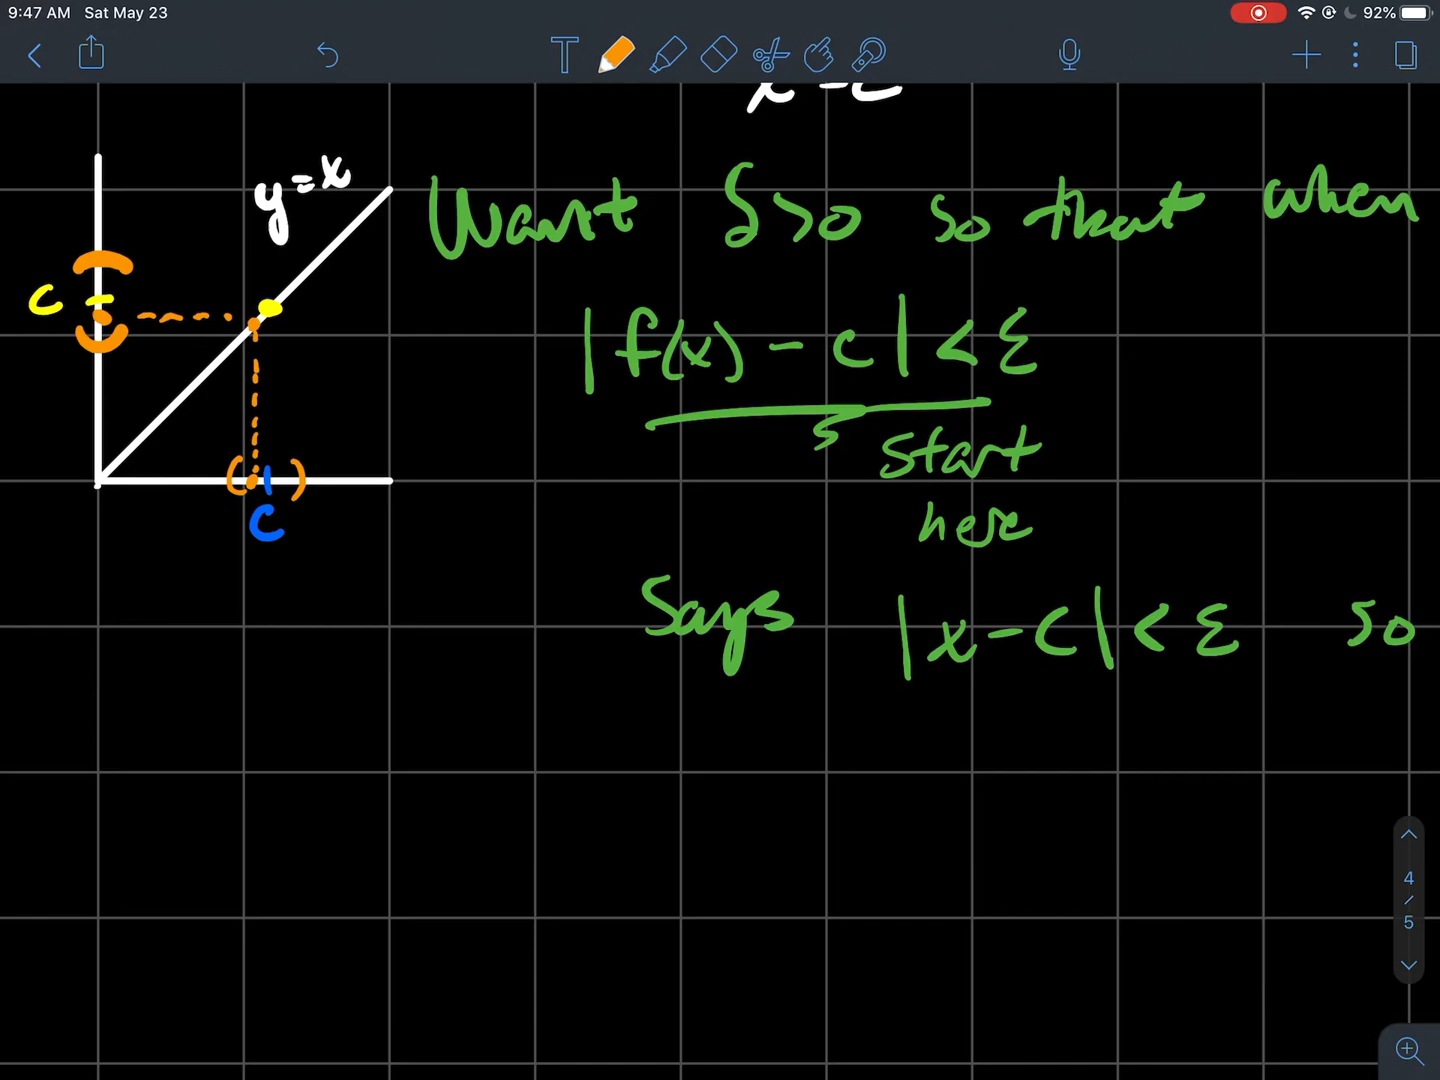 9:47 AM Sat May 23
92%
T
x → c
y=x
Want δ>0 so that when
c
|f(x) - c| < ε
start
here
c
Says |x - c| < ε so
4
/
5